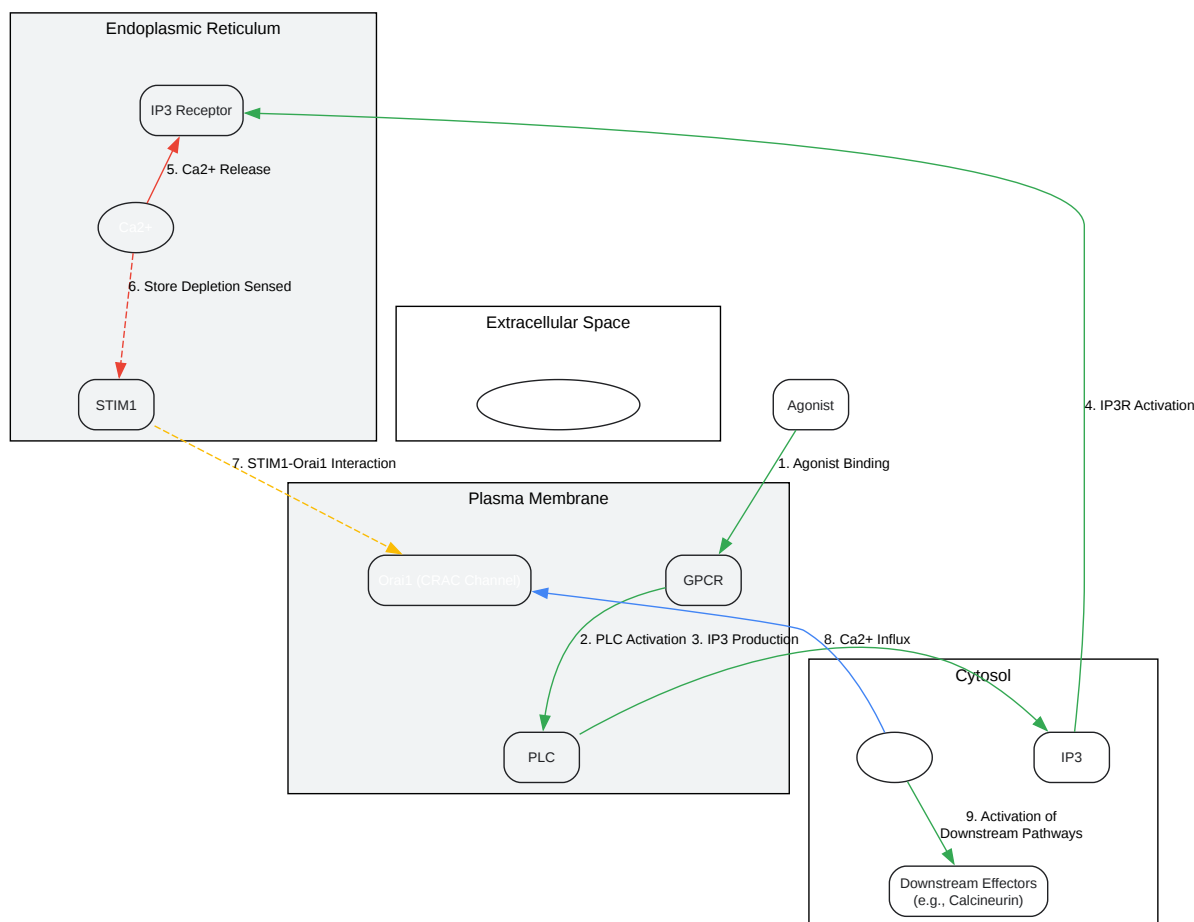 Endoplasmic Reticulum
IP3 Receptor
5. Ca2+ Release
Ca2+
6. Store Depletion Sensed
Extracellular Space
STIM1
Agonist
4. IP3R Activation
7. STIM1-Orai1 Interaction
1. Agonist Binding
Plasma Membrane
Orai1 (CRAC Channel)
GPCR
2. PLC Activation
3. IP3 Production
8. Ca2+ Influx
Cytosol
PLC
IP3
9. Activation of
Downstream Pathways
Downstream Effectors
(e.g., Calcineurin)